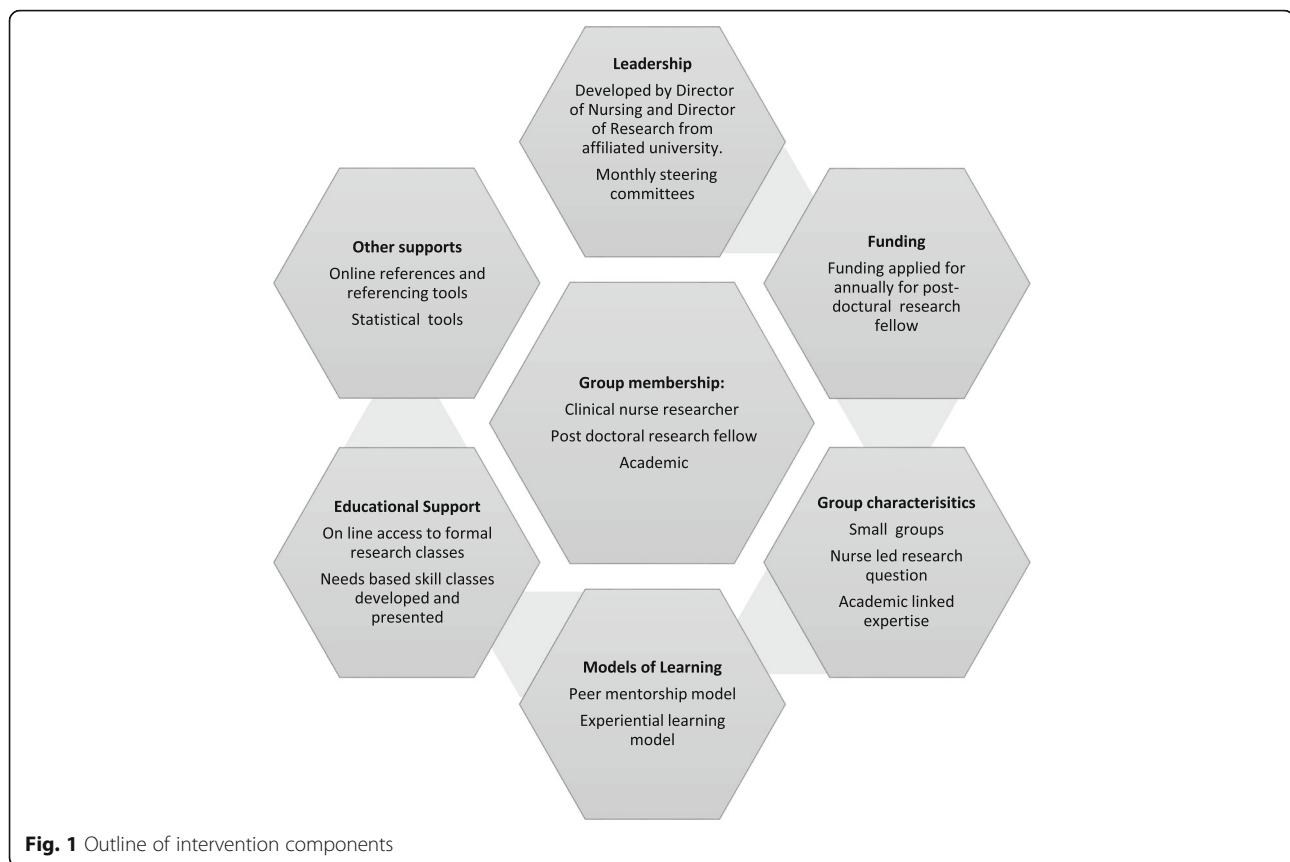 Leadership
Developed by Director
of Nursing and Director
of Research from
affiliated university.
Monthly steering
committees
Funding
Funding applied for
annually for post-
doctural research
fellow
Group characterisitics
Small groups
Nurse led research
question
Academic linked
expertise
Models of Learning
Peer mentorship model
Experiential learning
model
Educational Support
On line access to formal
research classes
Needs based skill classes
developed and
presented
Other supports
Online references and
referencing tools
Statistical tools
Group membership:
Clinical nurse researcher
Post doctoral research fellow
Academic
Fig. 1 Outline of intervention components